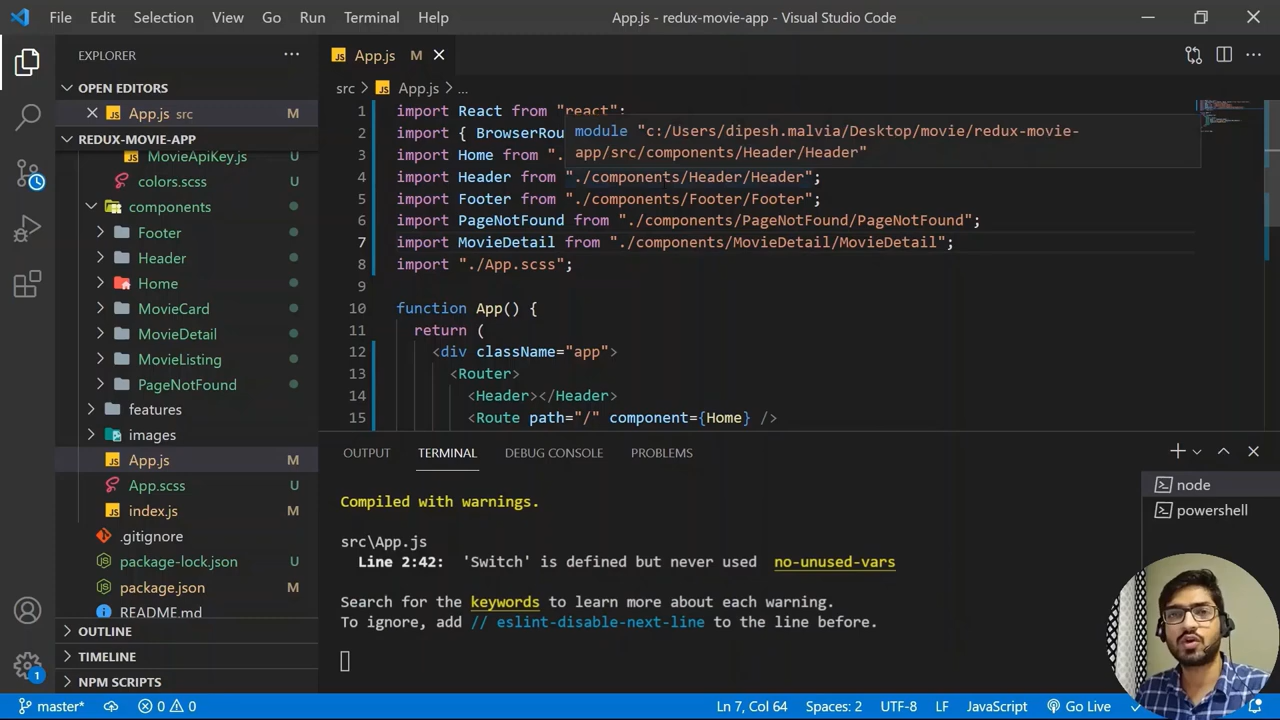 File Edit Selection View Go Run Terminal Help App.js - redux-movie-app - Visual Studio Code
EXPLORER
OPEN EDITORS
App.js src M
REDUX-MOVIE-APP
MovieApiKey.js U
colors.scss U
components
Footer
Header
Home
MovieCard
MovieDetail
MovieListing
PageNotFound
features
images
App.js M
App.scss U
index.js M
.gitignore
package-lock.json U
package.json M
README.md
OUTLINE
TIMELINE
NPM SCRIPTS
1
App.js M
src > App.js > ...
1 import React from "react";
2 import { BrowserRou
3 import Home from ".
module "c:/Users/dipesh.malvia/Desktop/movie/redux-movie-
app/src/components/Header/Header"
4 import Header from "./components/Header/Header";
5 import Footer from "./components/Footer/Footer";
6 import PageNotFound from "./components/PageNotFound/PageNotFound";
7 import MovieDetail from "./components/MovieDetail/MovieDetail";
8 import "./App.scss";
9
10 function App() {
11 return (
12 <div className="app">
13 <Router>
14 <Header></Header>
15 <Route path="/" component={Home} />
OUTPUT TERMINAL DEBUG CONSOLE PROBLEMS
Compiled with warnings.
src\App.js
Line 2:42: 'Switch' is defined but never used no-unused-vars
Search for the keywords to learn more about each warning.
To ignore, add // eslint-disable-next-line to the line before.
node
powershell
master* 0 0 Ln 7, Col 64 Spaces: 2 UTF-8 LF JavaScript Go Live